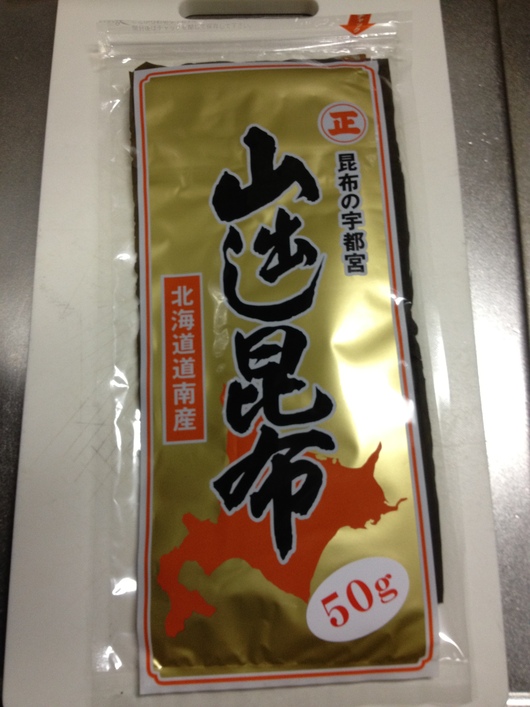 正
昆布の宇都宮
山出し昆布
北海道道南産
50g